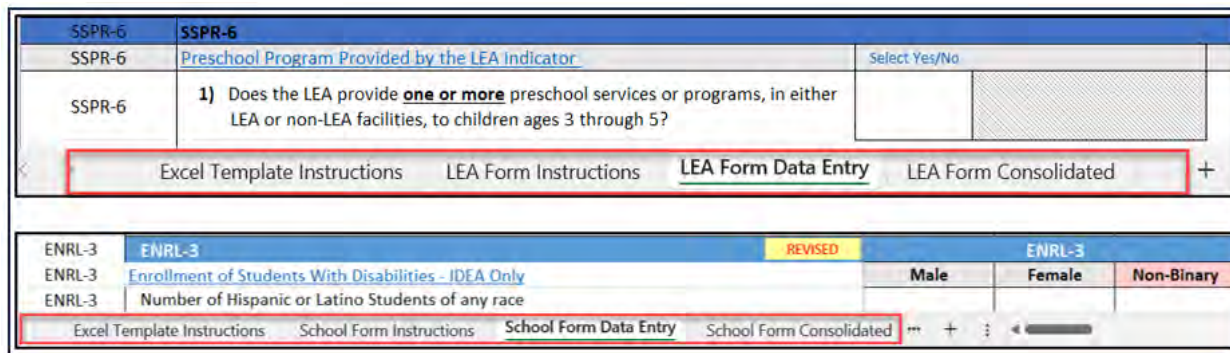 SSPR-6 SSPR-6
SSPR-6 Preschool Program Provided by the LEA Indicator Select Yes/No
SSPR-6 1) Does the LEA provide one or more preschool services or programs, in either
LEA or non-LEA facilities, to children ages 3 through 5?
Excel Template Instructions LEA Form Instructions LEA Form Data Entry LEA Form Consolidated +
ENRL-3 ENRL-3 REVISED ENRL-3
ENRL-3 Enrollment of Students With Disabilities - IDEA Only Male Female Non-Binary
ENRL-3 Number of Hispanic or Latino Students of any race
Excel Template Instructions School Form Instructions School Form Data Entry School Form Consolidated ... +